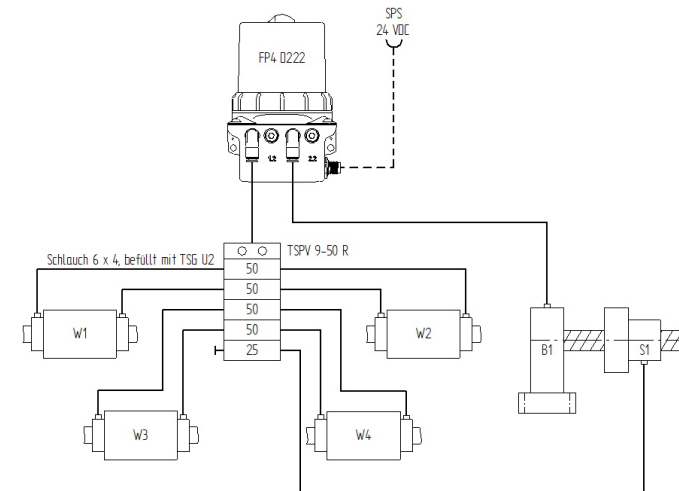 SPS
24 VDC
FP4 D222
1.2
2.2
TSPV 9-50 R
Schlauch 6 x 4, befüllt mit TSG U2
50
50
50
50
25
W1
W2
B1
S1
W3
W4